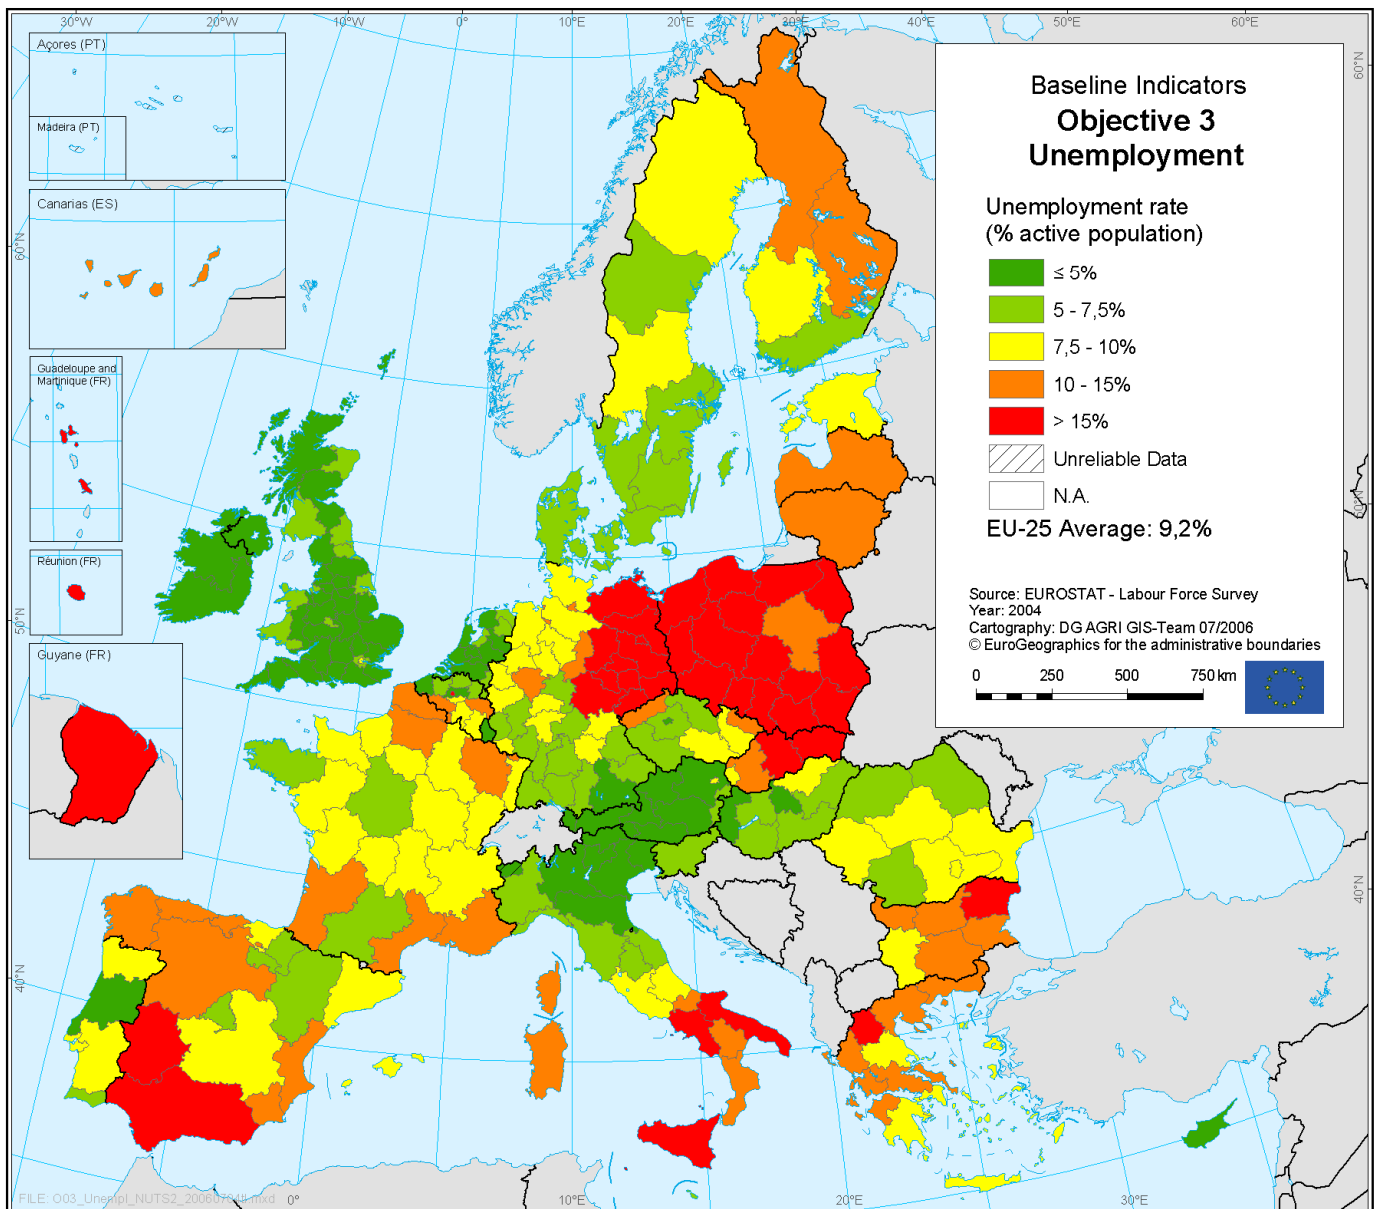 30°W
20°W
10°W
0°
10°E
20°E
30°E
40°E
50°E
60°E
Açores (PT)
Madeira (PT)
Canarias (ES)
Guadeloupe and
Martinique (FR)
Réunion (FR)
Guyane (FR)
60°N
50°N
40°N
Baseline Indicators
Objective 3
Unemployment
Unemployment rate
(% active population)
≤ 5%
5 - 7,5%
7,5 - 10%
10 - 15%
> 15%
Unreliable Data
N.A.
EU-25 Average: 9,2%
Source: EUROSTAT - Labour Force Survey
Year: 2004
Cartography: DG AGRI GIS-Team 07/2006
© EuroGeographics for the administrative boundaries
0 250 500 750 km
60°N
50°N
40°N
0°
10°E
20°E
30°E